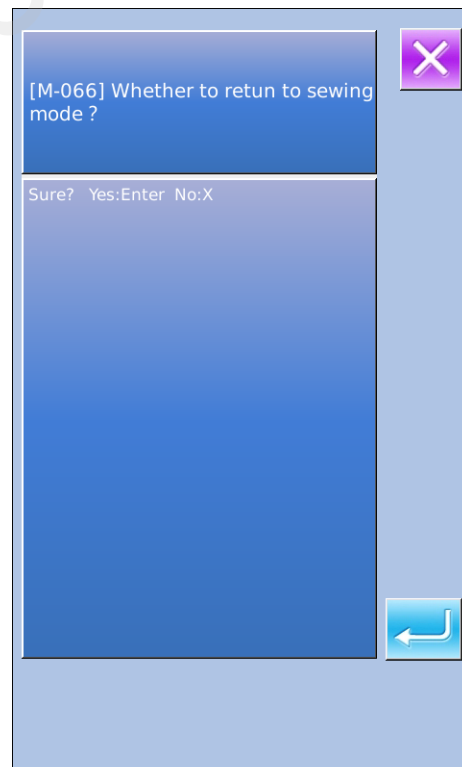 [M-066] Whether to retun to sewing
mode ?
Sure? Yes:Enter No:X